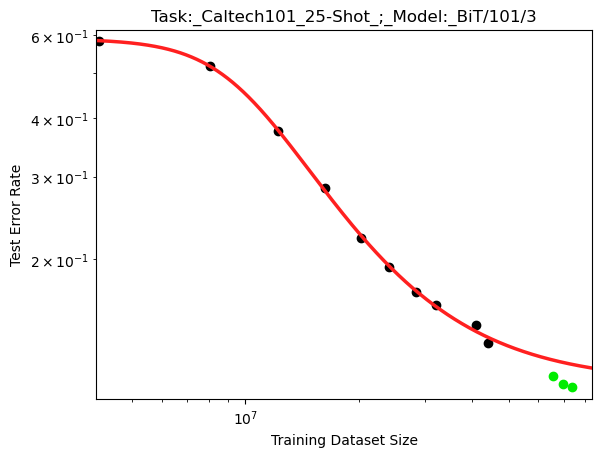 Task:_Caltech101_25-Shot_;_Model:_BiT/101/3
6 × 10⁻¹
4 × 10⁻¹
3 × 10⁻¹
2 × 10⁻¹
Test Error Rate
10⁷
Training Dataset Size